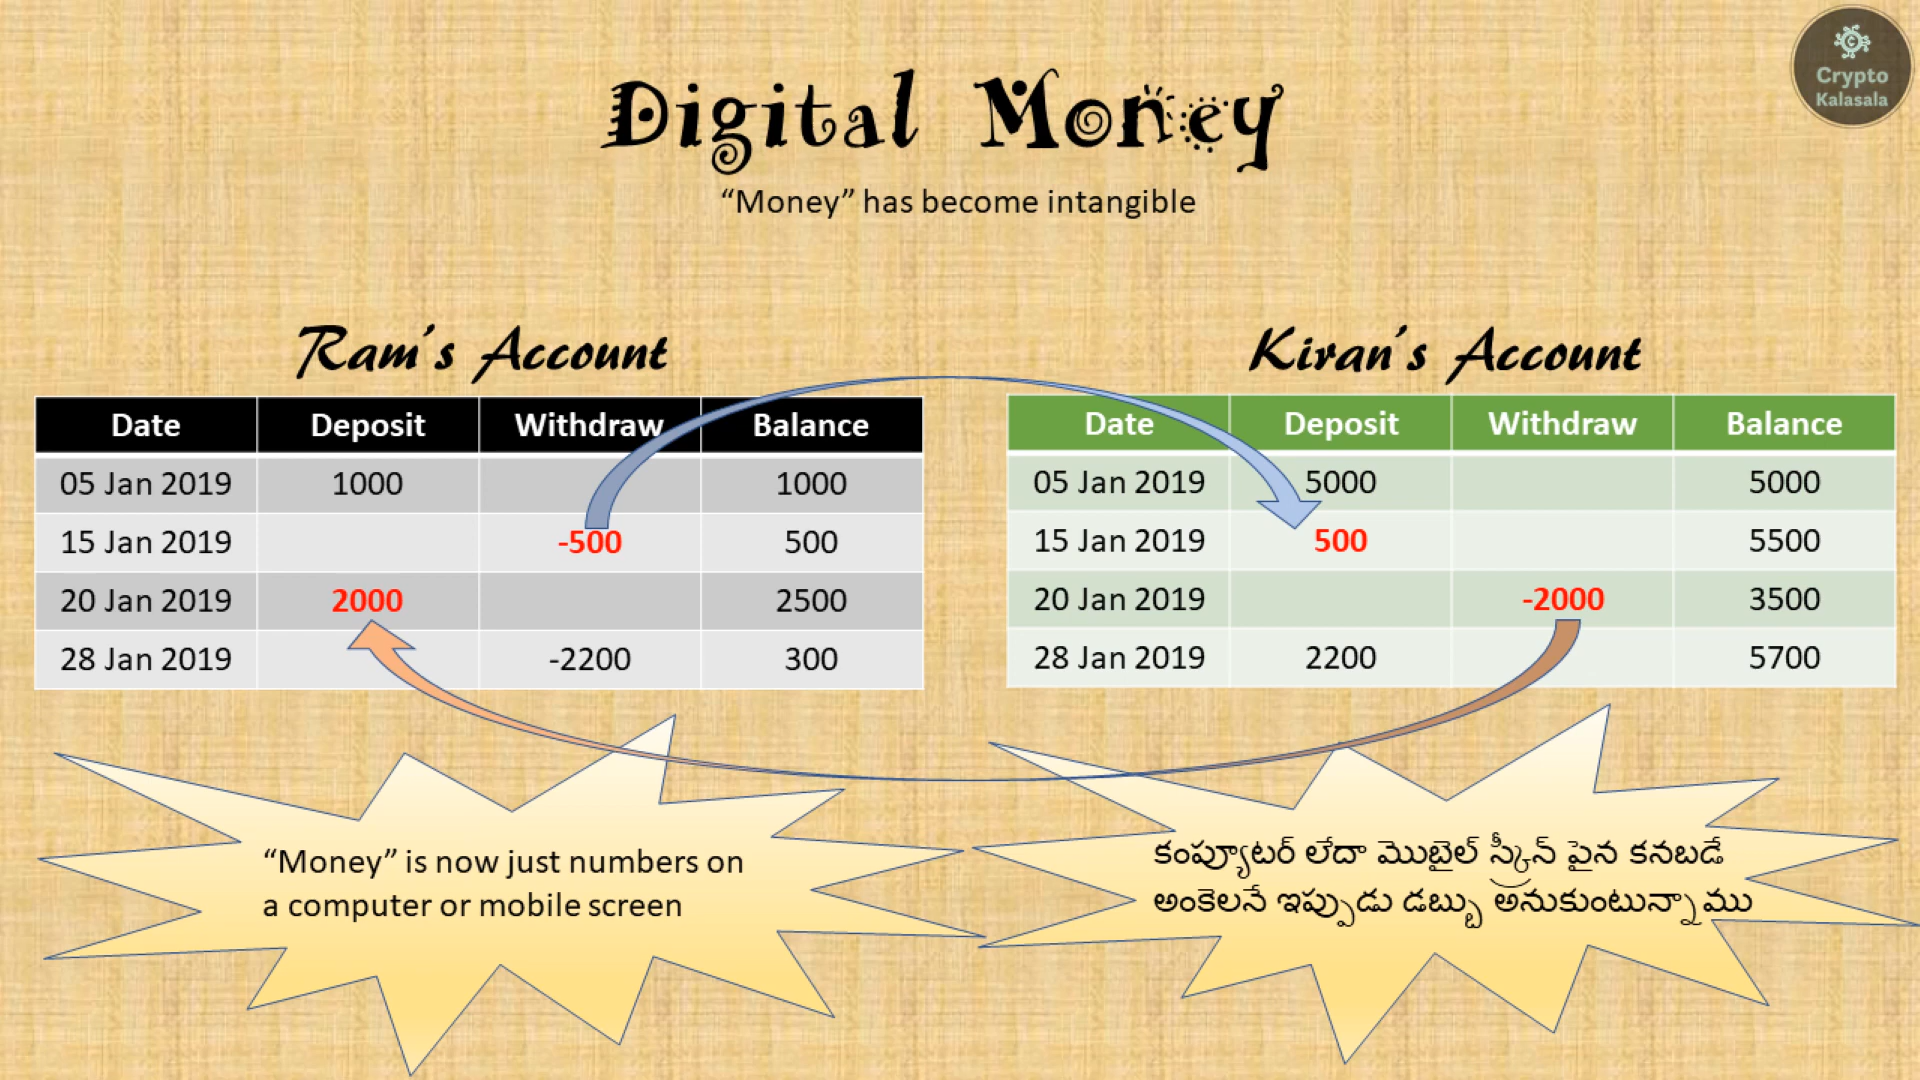 Crypto
Kalasala
Digital Money
“Money” has become intangible
Ram's Account
Date Deposit Withdraw Balance
05 Jan 2019 1000 1000
15 Jan 2019 -500 500
20 Jan 2019 2000 2500
28 Jan 2019 -2200 300
Kiran's Account
Date Deposit Withdraw Balance
05 Jan 2019 5000 5000
15 Jan 2019 500 5500
20 Jan 2019 -2000 3500
28 Jan 2019 2200 5700
“Money” is now just numbers on
a computer or mobile screen
కంప్యూటర్ లేదా మొబైల్ స్క్రీన్ పైన కనబడే
అంకెలనే ఇప్పుడు డబ్బు అనుకుంటున్నాము